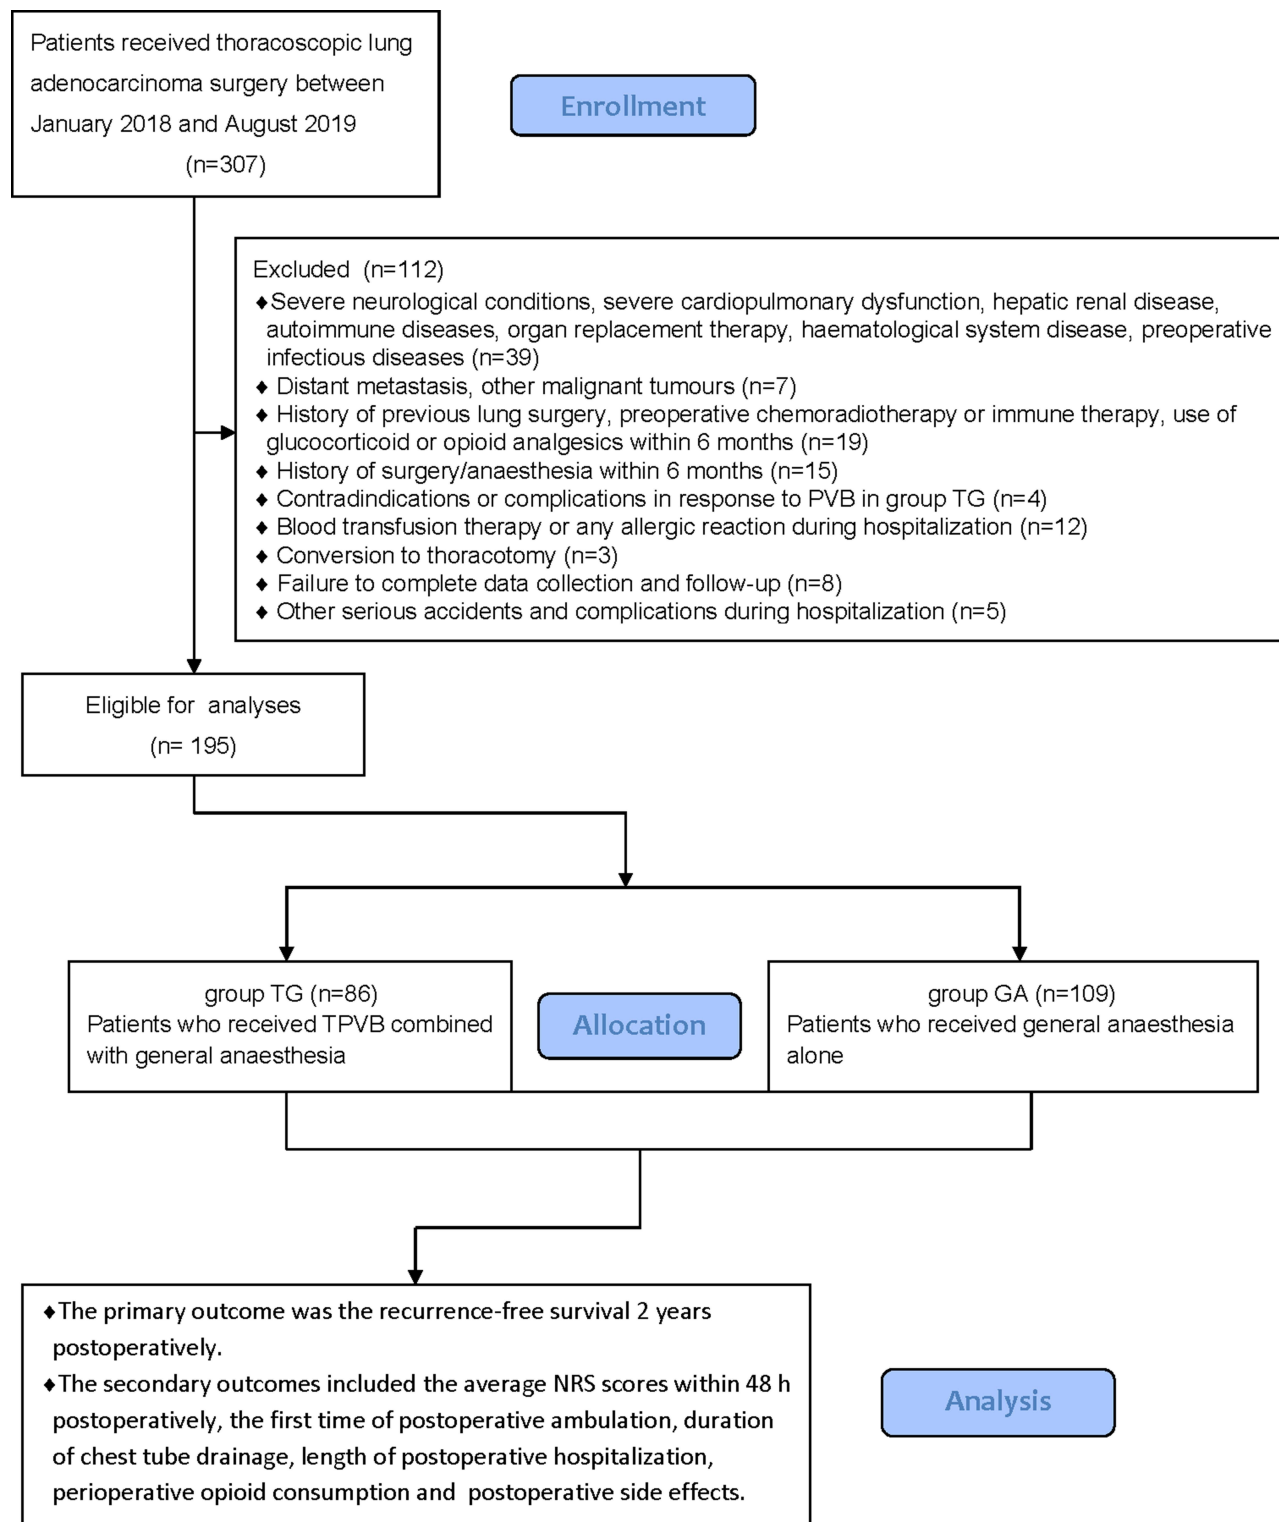 Patients received thoracoscopic lung
adenocarcinoma surgery between
January 2018 and August 2019
(n=307)
Enrollment
Excluded (n=112)
♦Severe neurological conditions, severe cardiopulmonary dysfunction, hepatic renal disease,
autoimmune diseases, organ replacement therapy, haematological system disease, preoperative
infectious diseases (n=39)
♦ Distant metastasis, other malignant tumours (n=7)
♦ History of previous lung surgery, preoperative chemoradiotherapy or immune therapy, use of
glucocorticoid or opioid analgesics within 6 months (n=19)
♦ History of surgery/anaesthesia within 6 months (n=15)
♦ Contradindications or complications in response to PVB in group TG (n=4)
♦ Blood transfusion therapy or any allergic reaction during hospitalization (n=12)
♦ Conversion to thoracotomy (n=3)
♦ Failure to complete data collection and follow-up (n=8)
♦ Other serious accidents and complications during hospitalization (n=5)
Eligible for analyses
(n= 195)
group TG (n=86)
Patients who received TPVB combined
with general anaesthesia
Allocation
group GA (n=109)
Patients who received general anaesthesia
alone
♦The primary outcome was the recurrence-free survival 2 years
postoperatively.
♦The secondary outcomes included the average NRS scores within 48 h
postoperatively, the first time of postoperative ambulation, duration
of chest tube drainage, length of postoperative hospitalization,
perioperative opioid consumption and postoperative side effects.
Analysis